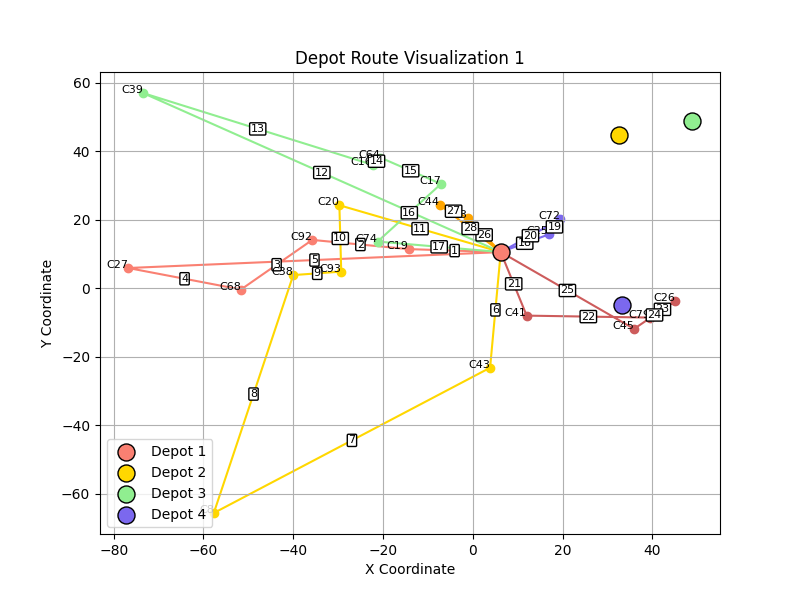 Depot Route Visualization 1
Y Coordinate
60
40
20
0
−20
−40
−60
C39
13
C64
14
12
15
C17
C20
C44
27
16
11
28
26
C72
19
20
C92
10
2
C74
C19
17
1
C27
3
5
4
C38
9
C93
C68
21
25
C26
6
C41
22
24
C45
C43
8
7
Depot 1
Depot 2
Depot 3
Depot 4
−80
−60
−40
−20
0
20
40
X Coordinate